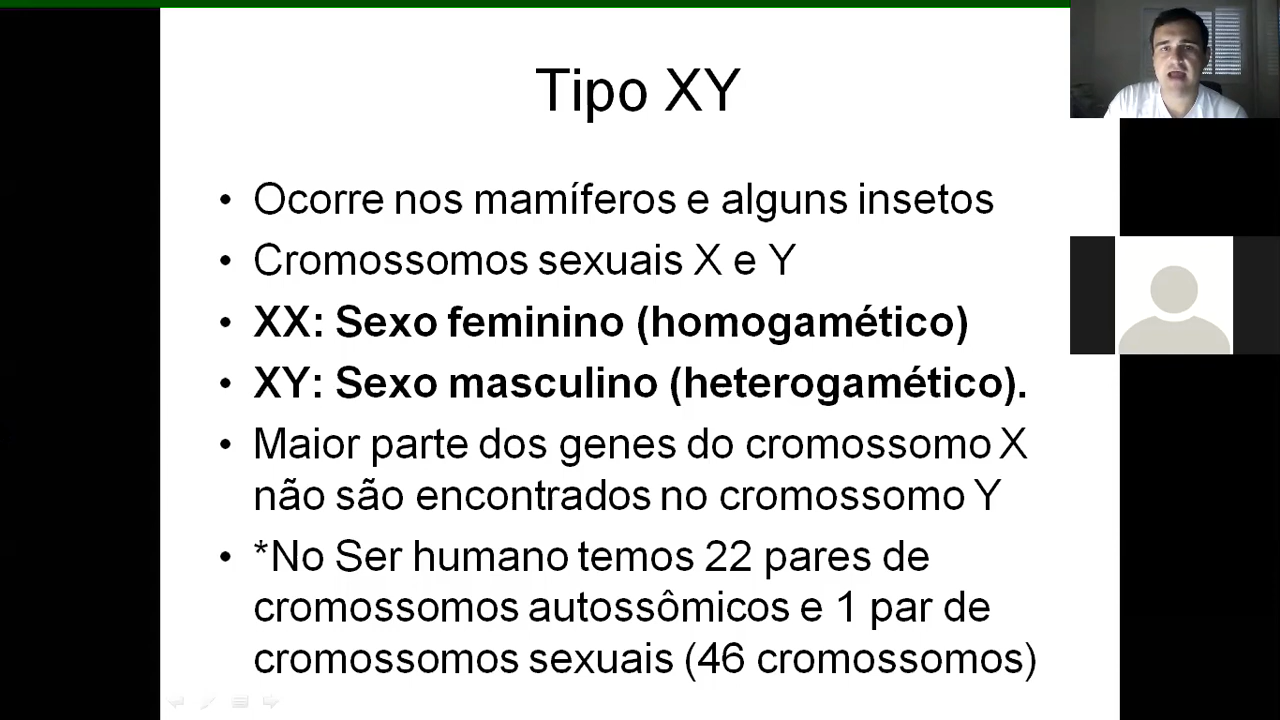 Tipo XY
• Ocorre nos mamíferos e alguns insetos
• Cromossomos sexuais X e Y
• XX: Sexo feminino (homogamético)
• XY: Sexo masculino (heterogamético).
• Maior parte dos genes do cromossomo X
não são encontrados no cromossomo Y
• *No Ser humano temos 22 pares de
cromossomos autossômicos e 1 par de
cromossomos sexuais (46 cromossomos)